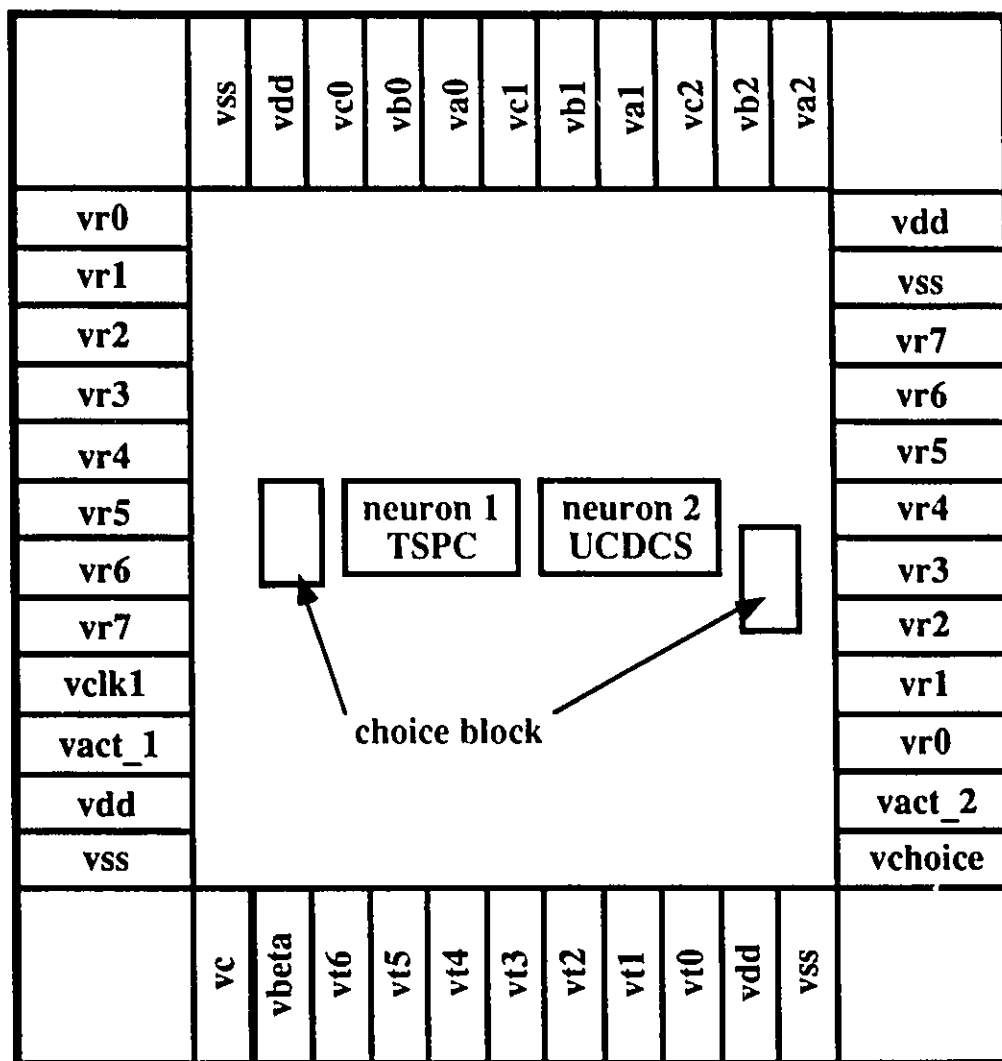 vss
vdd
vc0
vb0
va0
vc1
vb1
va1
vc2
vb2
va2
vr0
vr1
vr2
vr3
vr4
vr5
vr6
vr7
vclk1
vact_1
vdd
vss
neuron 1
TSPC
neuron 2
UCDCS
choice block
vdd
vss
vr7
vr6
vr5
vr4
vr3
vr2
vr1
vr0
vact_2
vchoice
vc
vbeta
vt6
vt5
vt4
vt3
vt2
vt1
vt0
vdd
vss